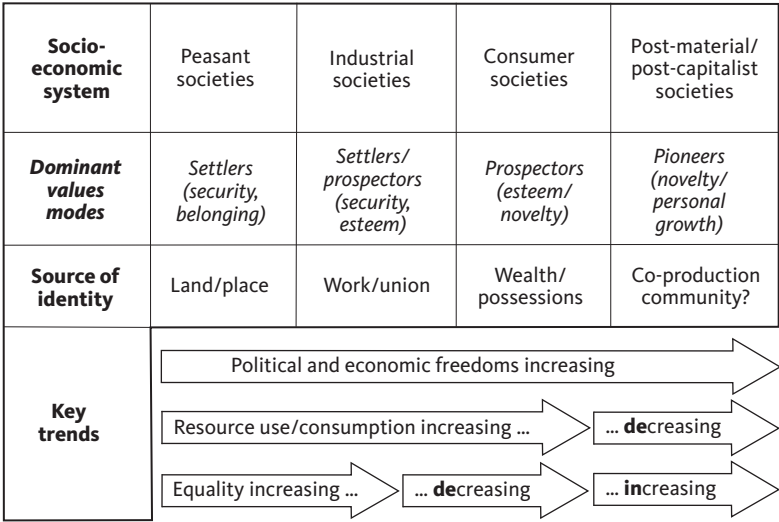 Socio-
economic
system
Peasant
societies
Industrial
societies
Consumer
societies
Post-material/
post-capitalist
societies
Dominant
values
modes
Settlers
(security,
belonging)
Settlers/
prospectors
(security,
esteem)
Prospectors
(esteem/
novelty)
Pioneers
(novelty/
personal
growth)
Source of
identity
Land/place
Work/union
Wealth/
possessions
Co-production
community?
Key
trends
Political and economic freedoms increasing
Resource use/consumption increasing ...
... decreasing
Equality increasing ...
... decreasing
... increasing